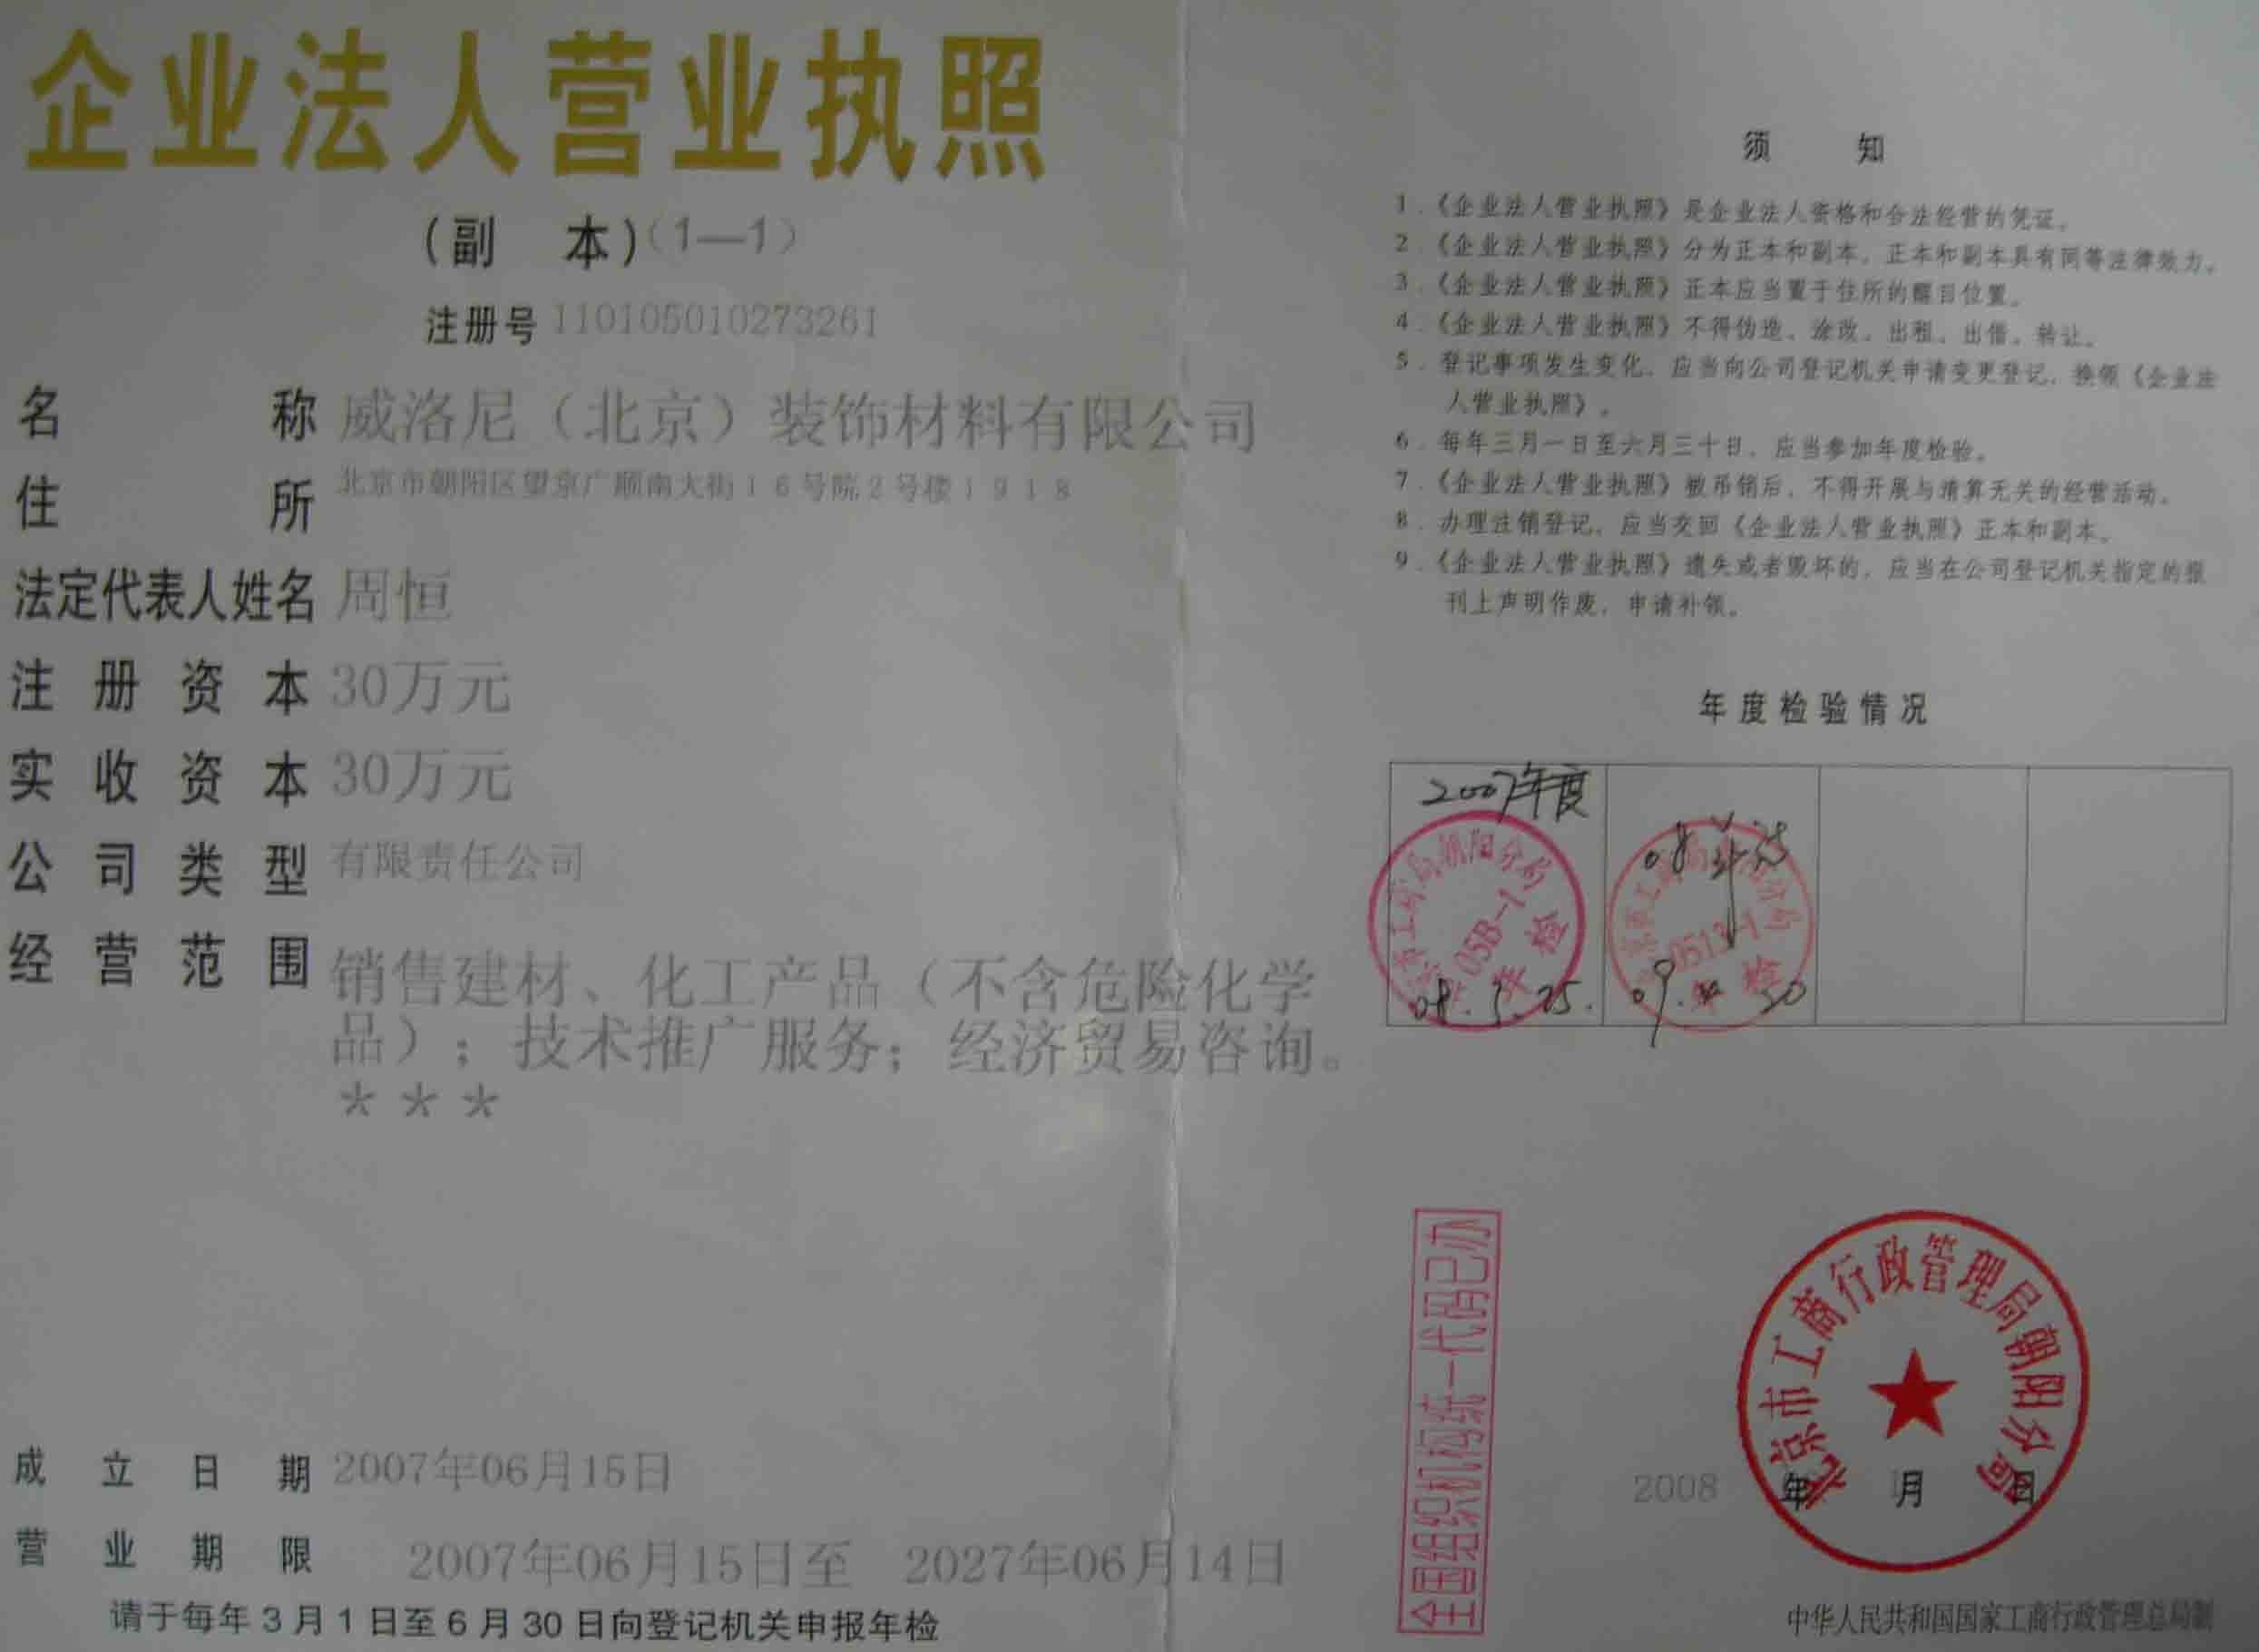 企业法人营业执照
(副 本)(1—1)
注册号 110105010273261
名 称 威洛尼（北京）装饰材料有限公司
住 所 北京市朝阳区望京广顺南大街16号院2号楼1918
法定代表人姓名 周恒
注册资本 30万元
实收资本 30万元
公司类型 有限责任公司
经营范围 销售建材、化工产品（不含危险化学
品）；技术推广服务；经济贸易咨询。
＊＊＊
成立日期 2007年06月15日
营业期限 2007年06月15日至 2027年06月14日
请于每年3月1日至6月30日向登记机关申报年检
须 知
1．《企业法人营业执照》是企业法人资格和合法经营的凭证。
2．《企业法人营业执照》分为正本和副本，正本和副本具有同等法律效力。
3．《企业法人营业执照》正本应当置于住所的醒目位置。
4．《企业法人营业执照》不得伪造、涂改、出租、出借、转让。
5．登记事项发生变化，应当向公司登记机关申请变更登记，换领《企业法
人营业执照》。
6．每年三月一日至六月三十日，应当参加年度检验。
7．《企业法人营业执照》被吊销后，不得开展与清算无关的经营活动。
8．办理注销登记，应当交回《企业法人营业执照》正本和副本。
9．《企业法人营业执照》遗失或者毁坏的，应当在公司登记机关指定的报
刊上声明作废，申请补领。
年度检验情况
2007年度
朝阳分局
05B-1
年检
0513-1
年检
全国组织机构统一代码已办
北京市工商行政管理局朝阳分局
2008 年 月 日
中华人民共和国国家工商行政管理总局制